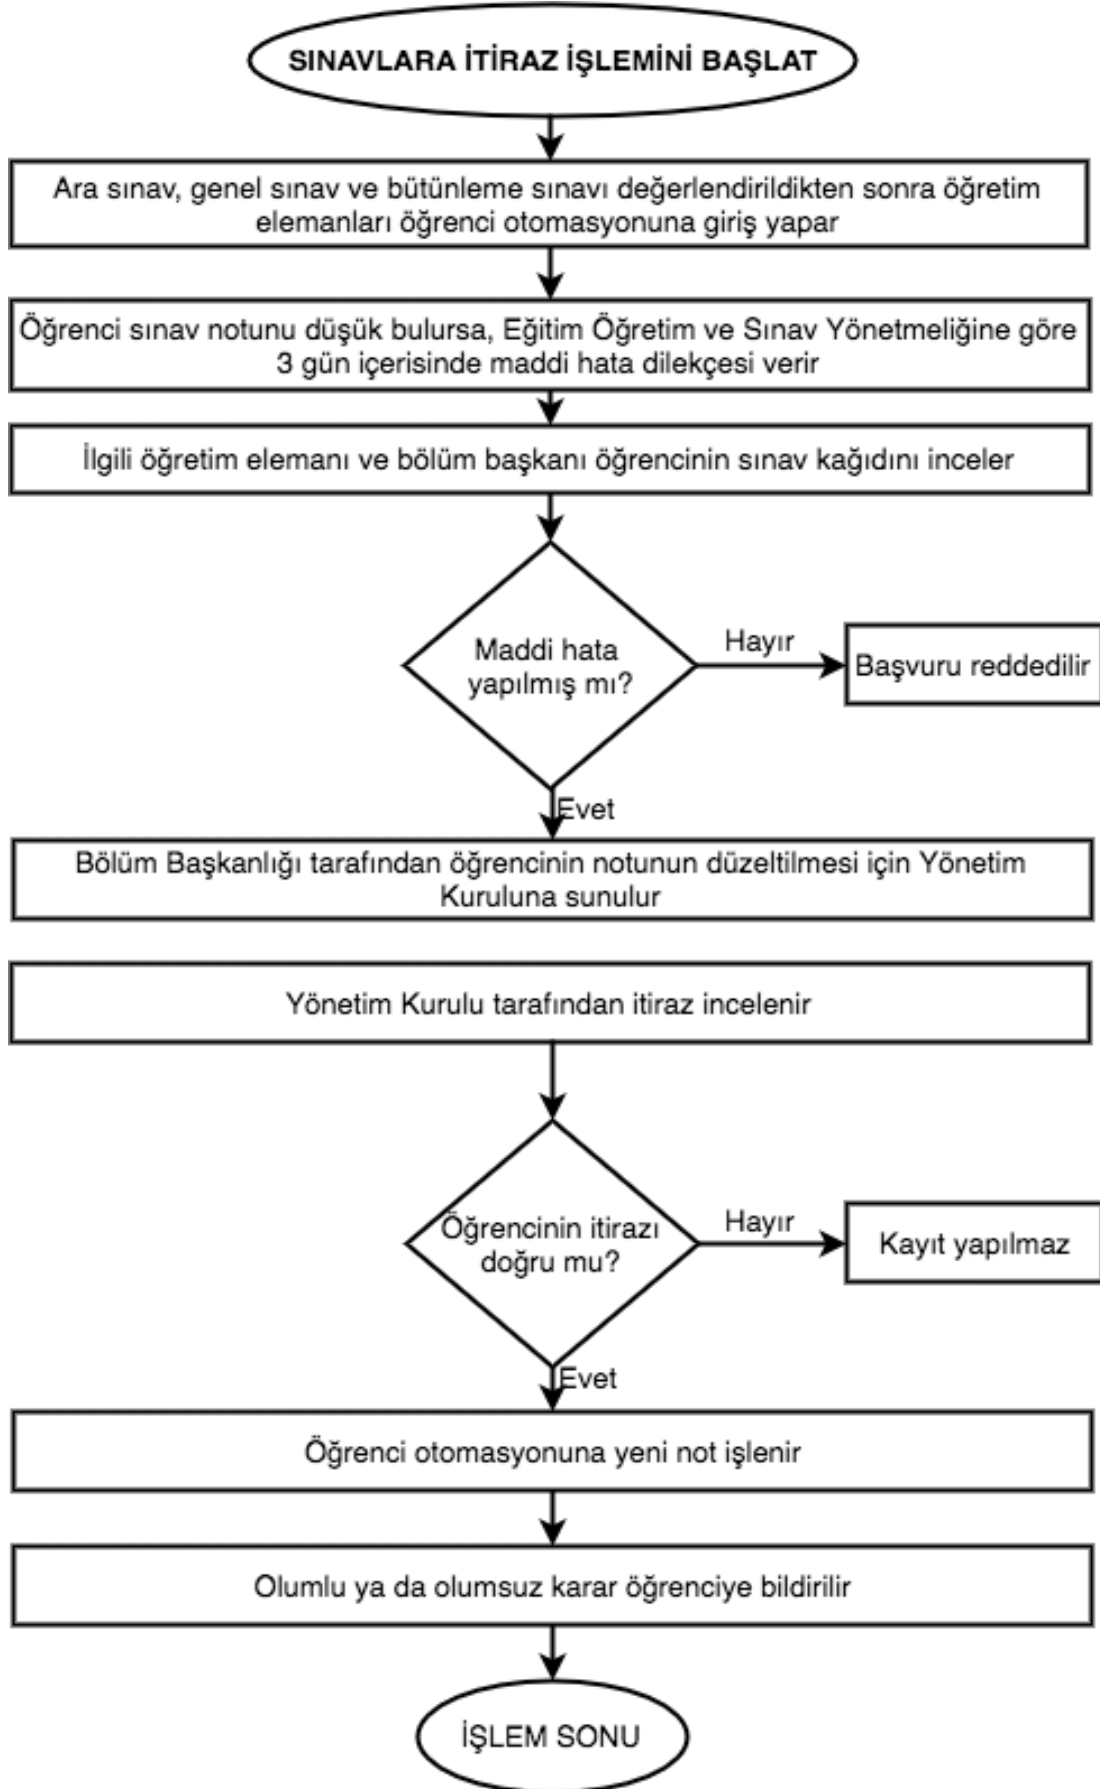 SINAVLARA İTİRAZ İŞLEMİNİ BAŞLAT
Ara sınav, genel sınav ve bütünleme sınavı değerlendirildikten sonra öğretim
elemanları öğrenci otomasyonuna giriş yapar
Öğrenci sınav notunu düşük bulursa, Eğitim Öğretim ve Sınav Yönetmeliğine göre
3 gün içerisinde maddi hata dilekçesi verir
İlgili öğretim elemanı ve bölüm başkanı öğrencinin sınav kağıdını inceler
Maddi hata
yapılmış mı?
Hayır
Başvuru reddedilir
Evet
Bölüm Başkanlığı tarafından öğrencinin notunun düzeltilmesi için Yönetim
Kuruluna sunulur
Yönetim Kurulu tarafından itiraz incelenir
Öğrencinin itirazı
doğru mu?
Hayır
Kayıt yapılmaz
Evet
Öğrenci otomasyonuna yeni not işlenir
Olumlu ya da olumsuz karar öğrenciye bildirilir
İŞLEM SONU